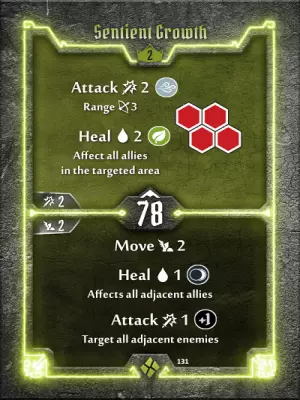 Sentient Growth
2
Attack 2
Range 3
Heal 2
Affect all allies
in the targeted area
2
78
2
Move 2
Heal 1
Affects all adjacent allies
Attack 1 +1
Target all adjacent enemies
131